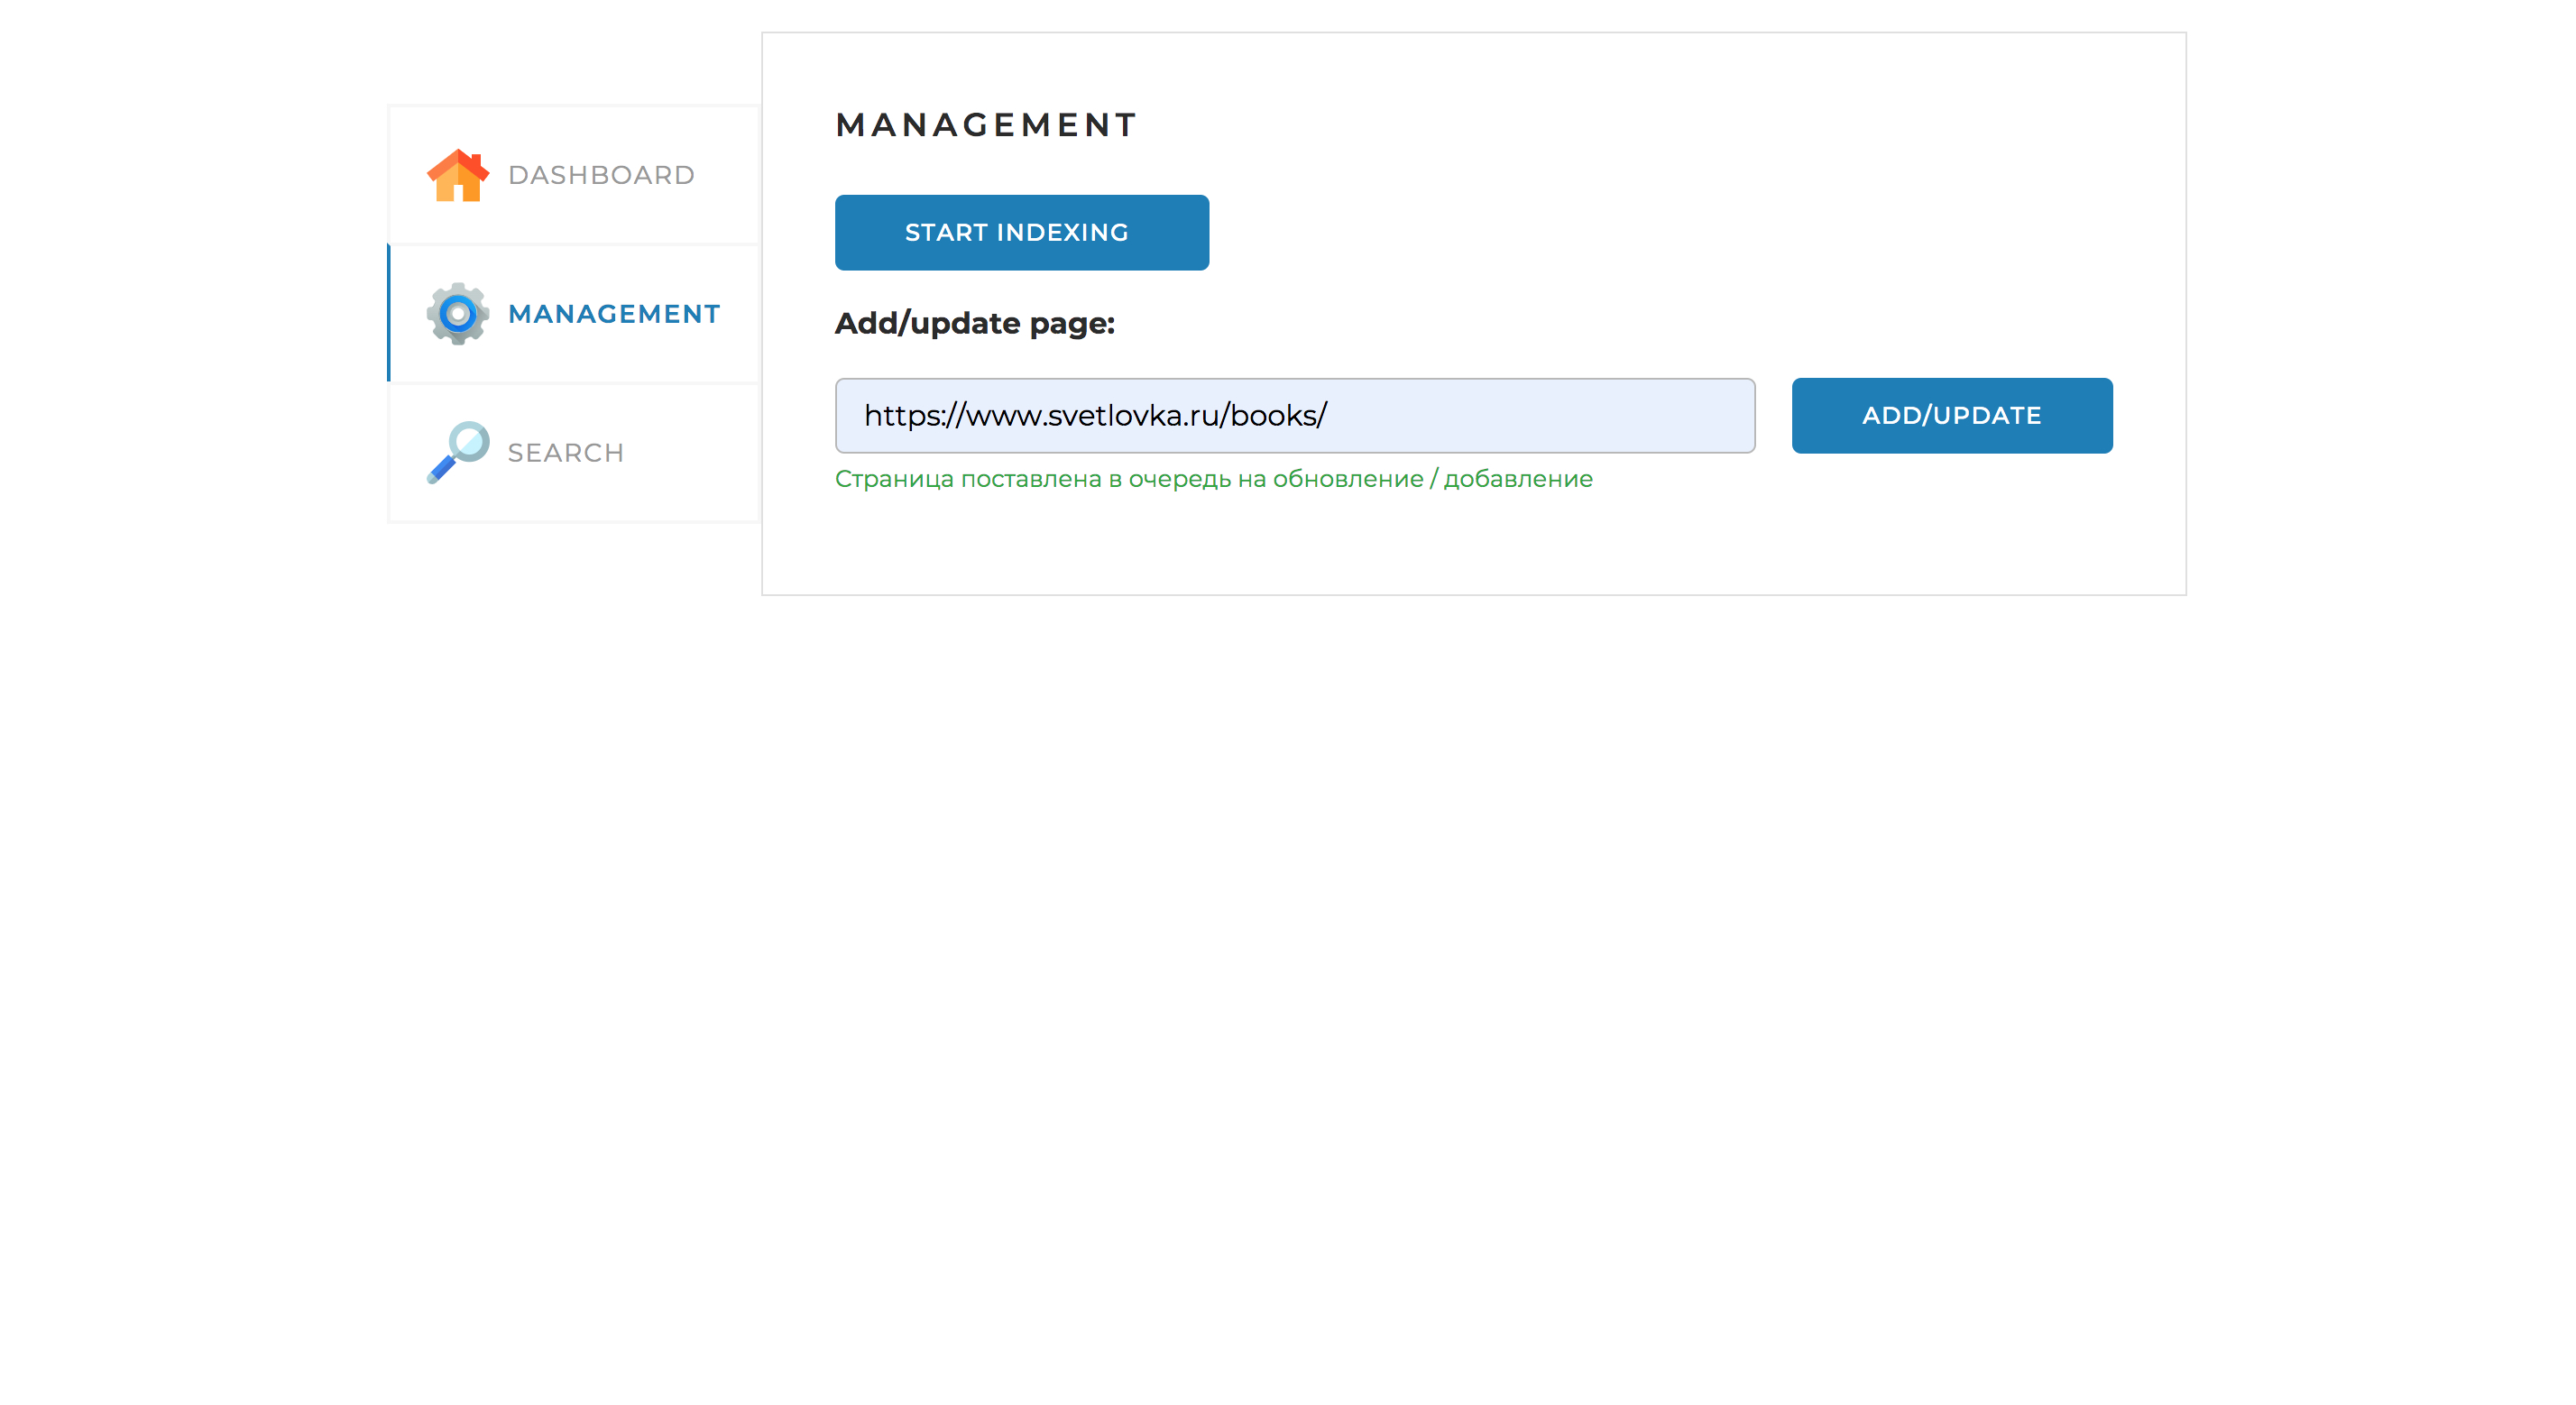 DASHBOARD
MANAGEMENT
SEARCH
MANAGEMENT
START INDEXING
Add/update page:
https://www.svetlovka.ru/books/
ADD/UPDATE
Страница поставлена в очередь на обновление / добавление